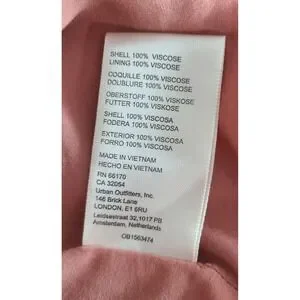 SHELL 100% VISCOSE
LINING 100% VISCOSE
COQUILLE 100% VISCOSE
DOUBLURE 100% VISCOSE
OBERSTOFF 100% VISKOSE
FUTTER 100% VISKOSE
SHELL 100% VISCOSA
FODERA 100% VISCOSA
EXTERIOR 100% VISCOSA
FORRO 100% VISCOSA
MADE IN VIETNAM
HECHO EN VIETNAM
RN 66170
CA 32054
Urban Outfitters, Inc.
146 Brick Lane
LONDON, E1 6RU
Leidsestraat 32,1017 PB
Amsterdam, Netherlands
OB1563474